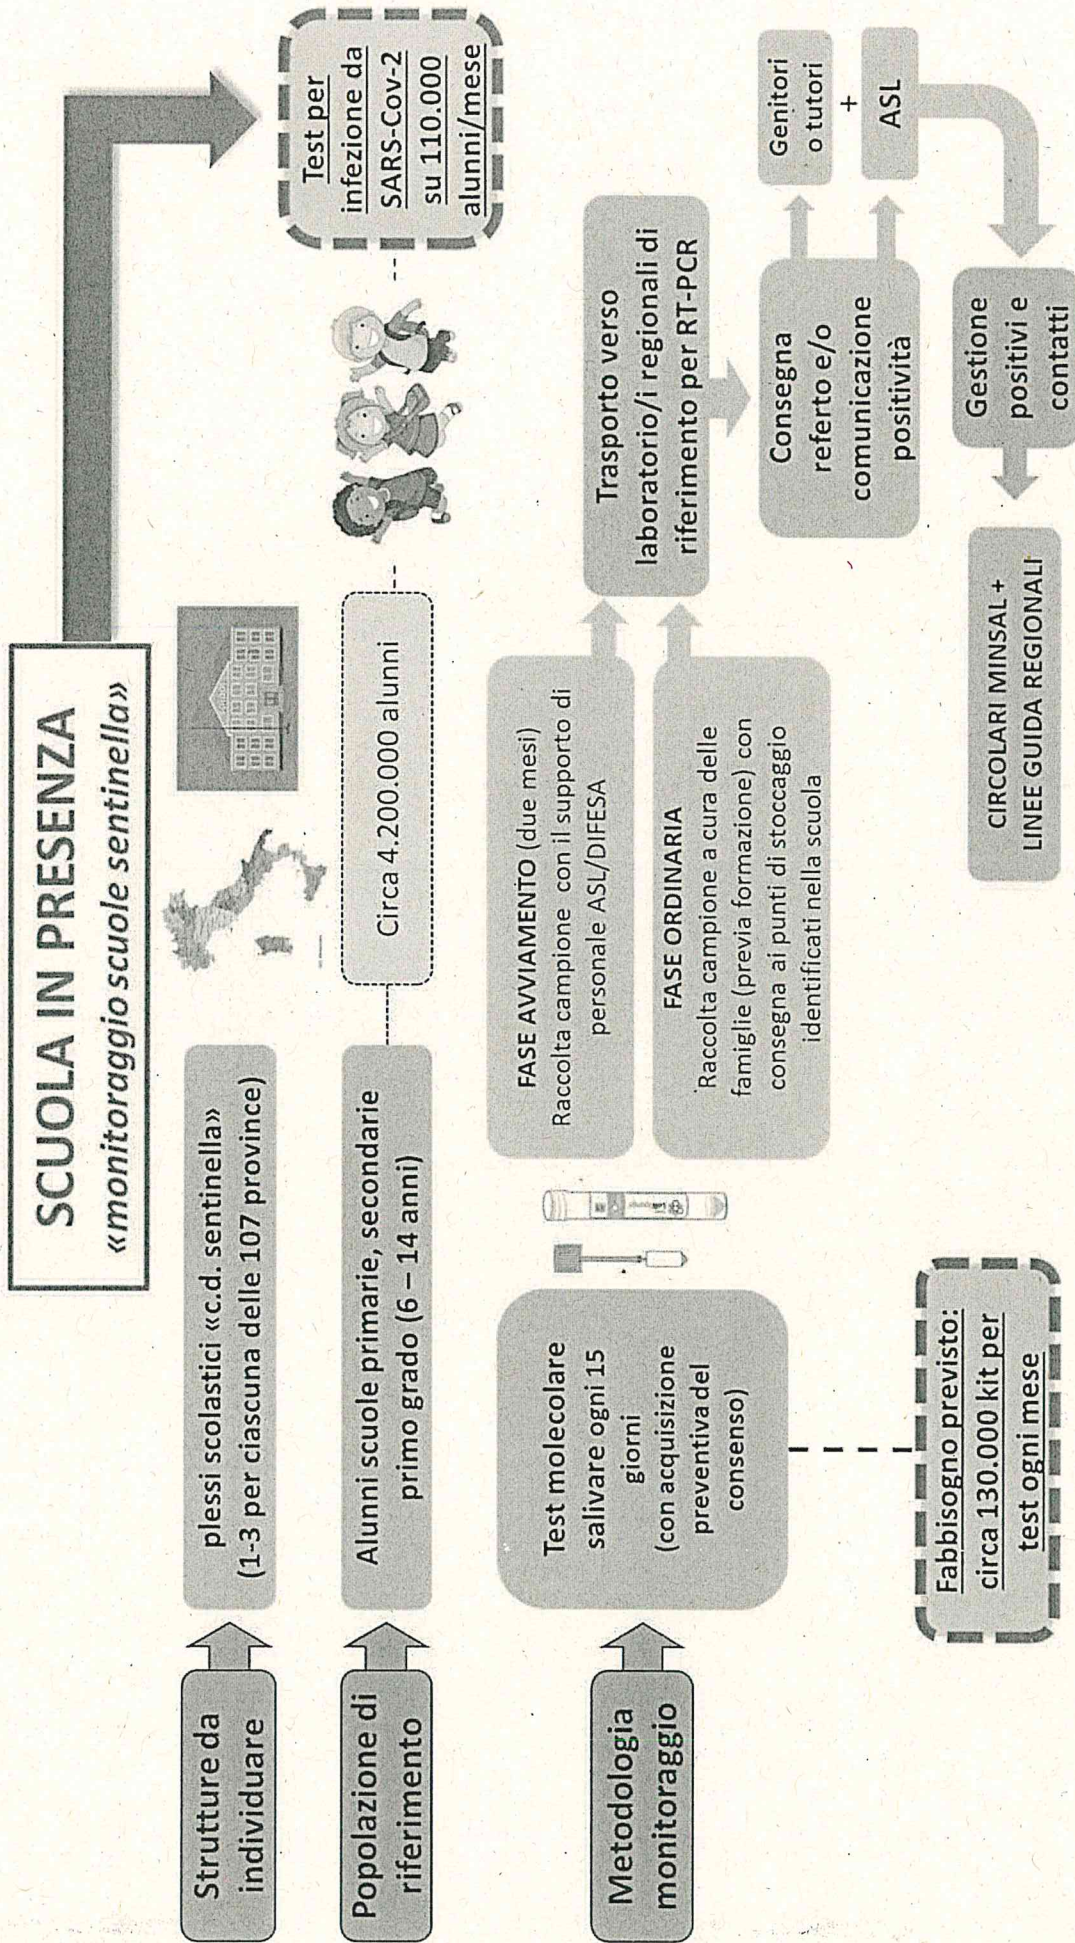 SCUOLA IN PRESENZA
«monitoraggio scuole sentinella»
Strutture da
individuare
plessi scolastici «c.d. sentinella»
(1-3 per ciascuna delle 107 province)
Popolazione di
riferimento
Alunni scuole primarie, secondarie
primo grado (6 – 14 anni)
Circa 4.200.000 alunni
Test per
infezione da
SARS-Cov-2
su 110.000
alunni/mese
Metodologia
monitoraggio
Test molecolare
salivare ogni 15
giorni
(con acquisizione
preventiva del
consenso)
Fabbisogno previsto:
circa 130.000 kit per
test ogni mese
FASE AVVIAMENTO (due mesi)
Raccolta campione con il supporto di
personale ASL/DIFESA
FASE ORDINARIA
Raccolta campione a cura delle
famiglie (previa formazione) con
consegna ai punti di stoccaggio
identificati nella scuola
Trasporto verso
laboratorio/i regionali di
riferimento per RT-PCR
Consegna
referto e/o
comunicazione
positività
Genitori
o tutori
+
ASL
Gestione
positivi e
contatti
CIRCOLARI MINSAL +
LINEE GUIDA REGIONALI